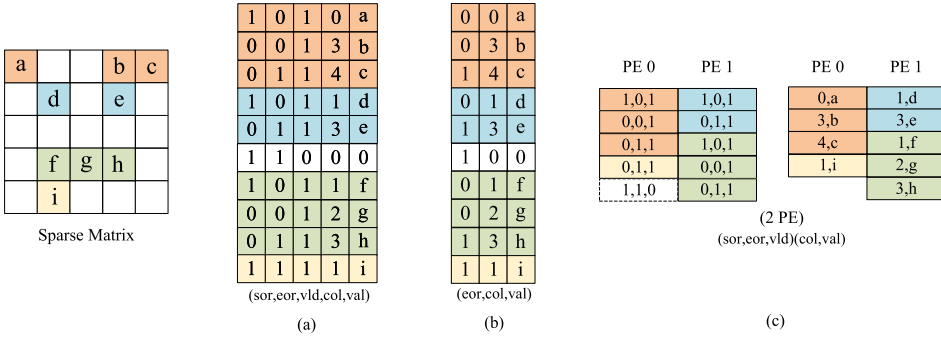 a b c
d e
f g h
i
Sparse Matrix
1 0 1 0 a
0 0 1 3 b
0 1 1 4 c
1 0 1 1 d
0 1 1 3 e
1 1 0 0 0
1 0 1 1 f
0 0 1 2 g
0 1 1 3 h
1 1 1 1 i
(sor,eor,vld,col,val)
(a)
0 0 a
0 3 b
1 4 c
0 1 d
1 3 e
1 0 0
0 1 f
0 2 g
1 3 h
1 1 i
(eor,col,val)
(b)
PE 0 PE 1
1,0,1 1,0,1
0,0,1 0,1,1
0,1,1 1,0,1
0,1,1 0,0,1
1,1,0 0,1,1
PE 0 PE 1
0,a 1,d
3,b 3,e
4,c 1,f
1,i 2,g
3,h
(2 PE)
(sor,eor,vld)(col,val)
(c)